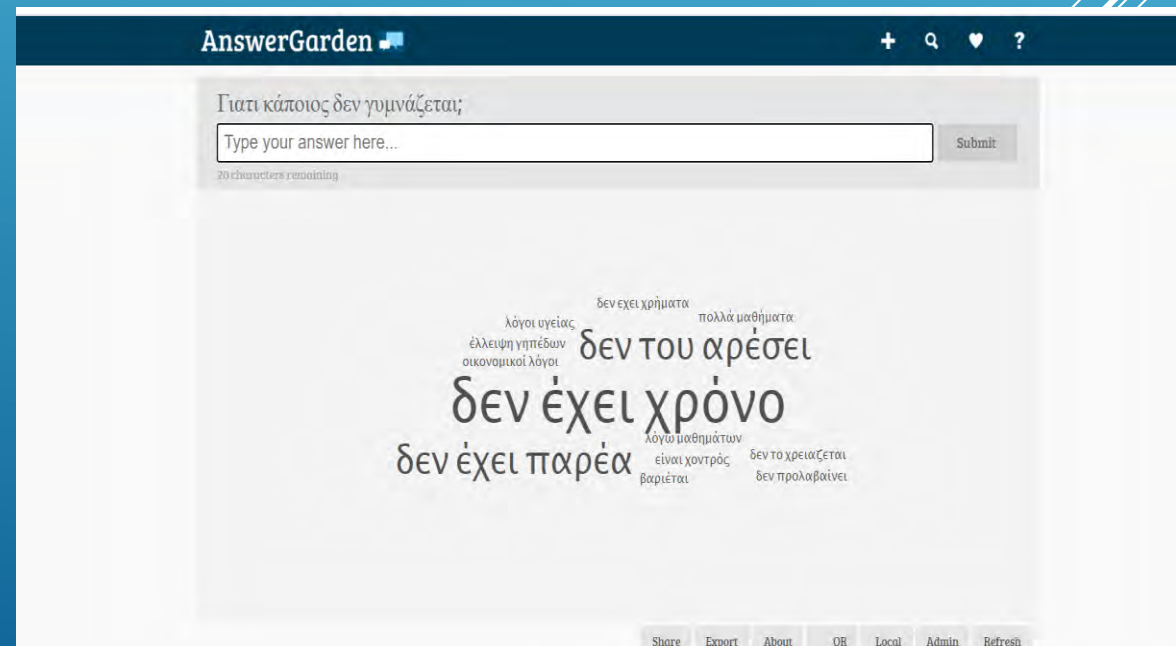 AnswerGarden
+ ?
Γιατι κάποιος δεν γυμνάζεται;
Type your answer here...
Submit
20 characters remaining
δεν εχει χρήματα
πολλά μαθήματα
λόγοι υγείας
έλλειψη γηπέδων
δεν του αρέσει
οικονομικοί λόγοι
δεν έχει χρόνο
λόγω μαθημάτων
δεν έχει παρέα
είναι χοντρός
δεν το χρειαζεται
βαριέται
δεν προλαβαίνει
Share Export About QR Local Admin Refresh